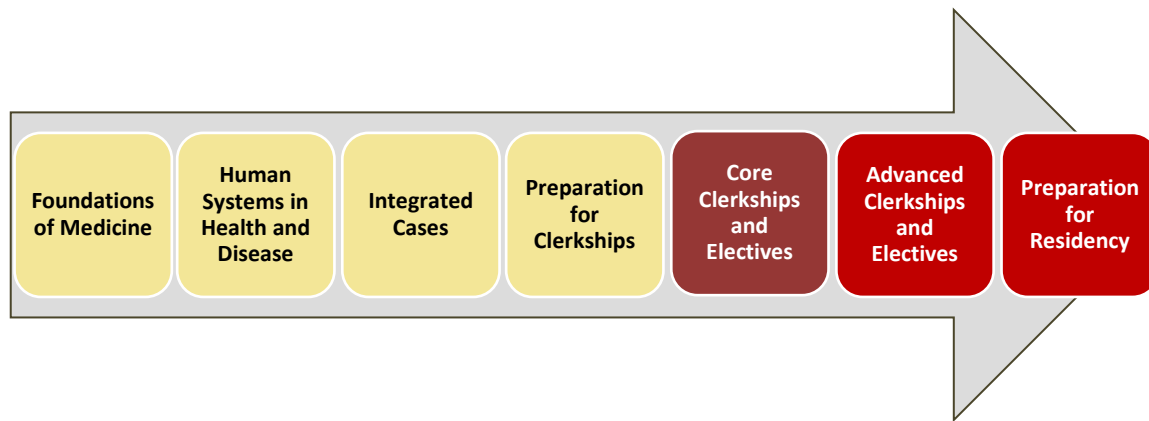 Foundations
of Medicine
Human
Systems in
Health and
Disease
Integrated
Cases
Preparation
for
Clerkships
Core
Clerkships
and
Electives
Advanced
Clerkships
and
Electives
Preparation
for
Residency